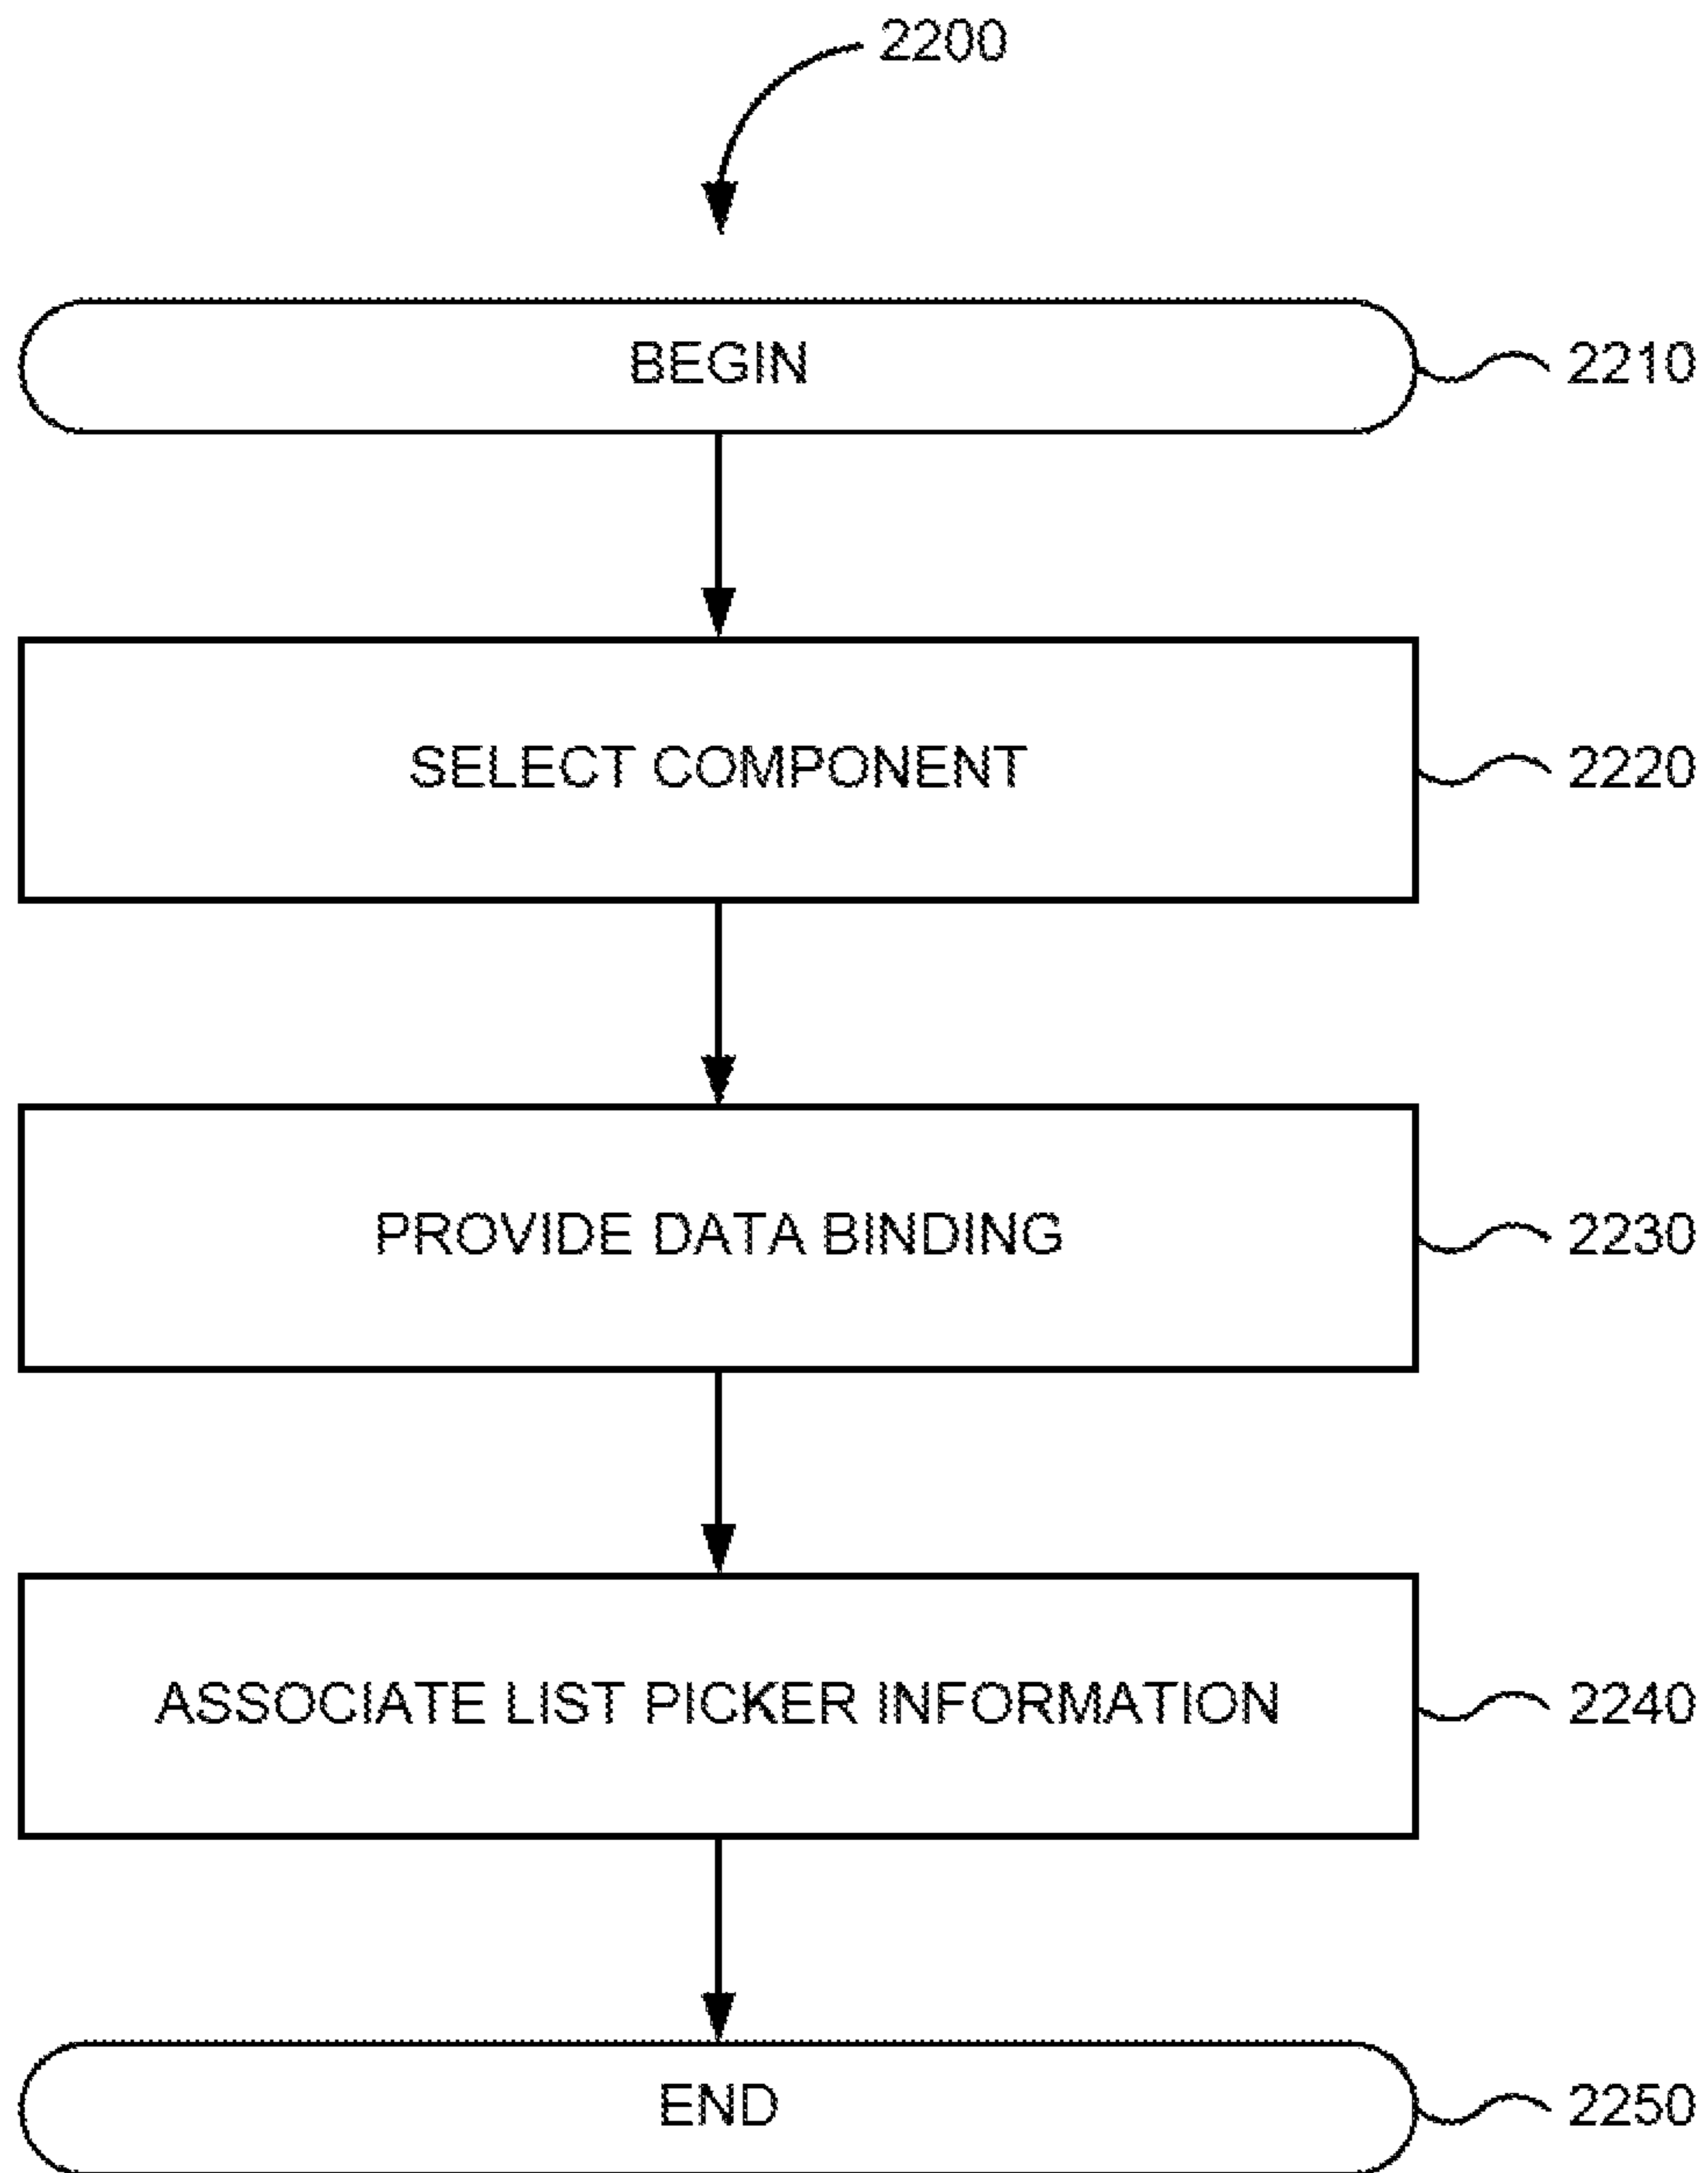 2200
BEGIN
2210
SELECT COMPONENT
2220
PROVIDE DATA BINDING
2230
ASSOCIATE LIST PICKER INFORMATION
2240
END
2250